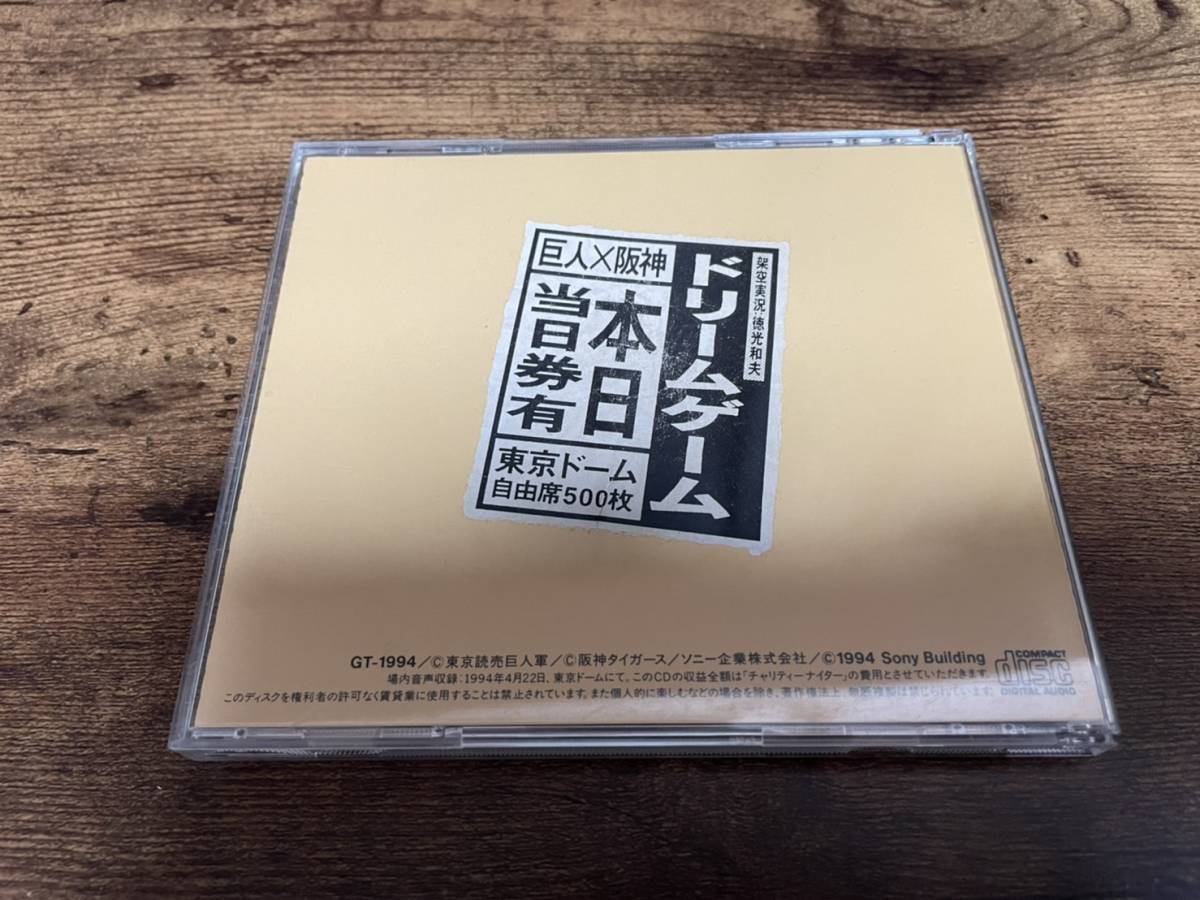 架空実況:徳光和夫
ドリームゲーム
巨人×阪神
本日
当日券有
東京ドーム
自由席500枚
GT-1994/©東京読売巨人軍/©阪神タイガース/ソニー企業株式会社/©1994 Sony Building
場内音声収録:1994年4月22日、東京ドームにて。このCDの収益金額は「チャリティーナイター」の費用とさせていただきます
このディスクを権利者の許可なく賃貸業に使用することは禁止されています。また個人的に楽しむなどの場合を除き、著作権法上、無断複製は禁じられています。
COMPACT
disc
DIGITAL AUDIO